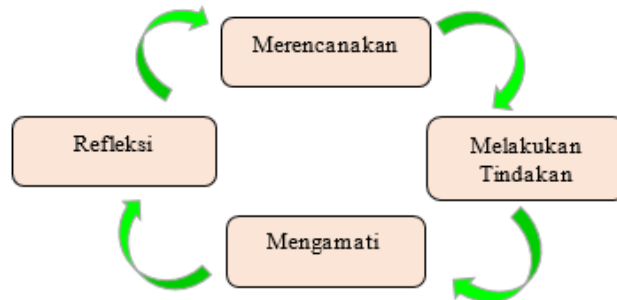 Merencanakan
Refleksi
Melakukan
Tindakan
Mengamati